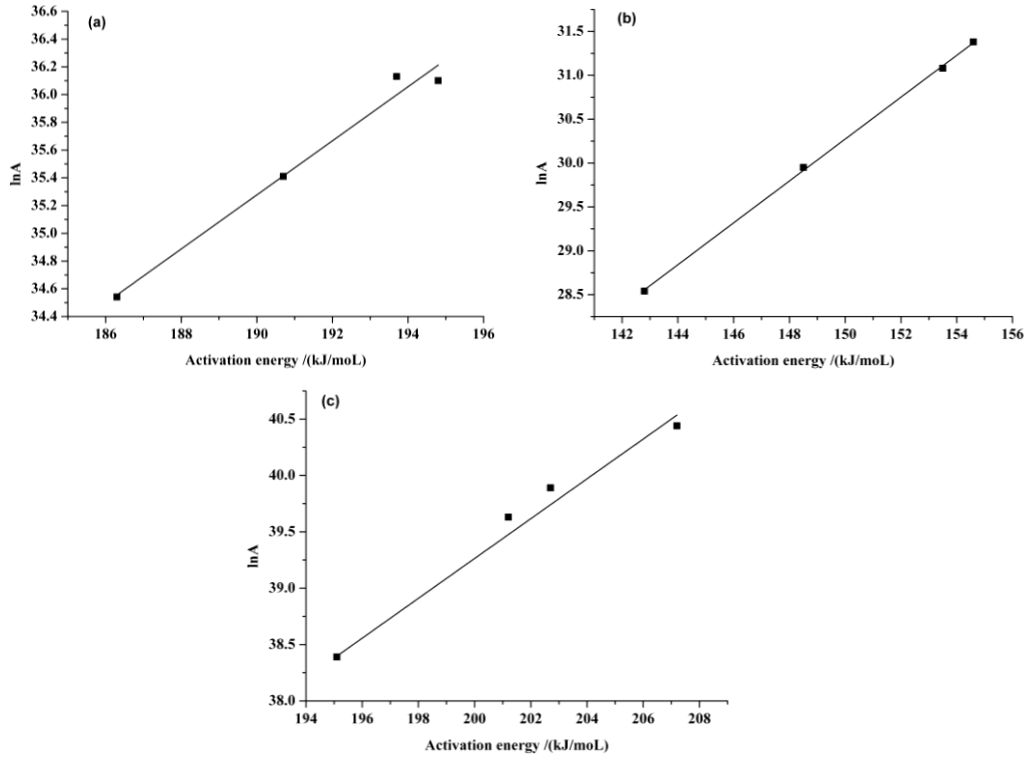 (a)
36.6
36.4
36.2
36.0
35.8
35.6
35.4
35.2
35.0
34.8
34.6
34.4
lnA
186 188 190 192 194 196
Activation energy /(kJ/moL)
(b)
31.5
31.0
30.5
30.0
29.5
29.0
28.5
lnA
142 144 146 148 150 152 154 156
Activation energy /(kJ/moL)
(c)
40.5
40.0
39.5
39.0
38.5
38.0
lnA
194 196 198 200 202 204 206 208
Activation energy /(kJ/moL)